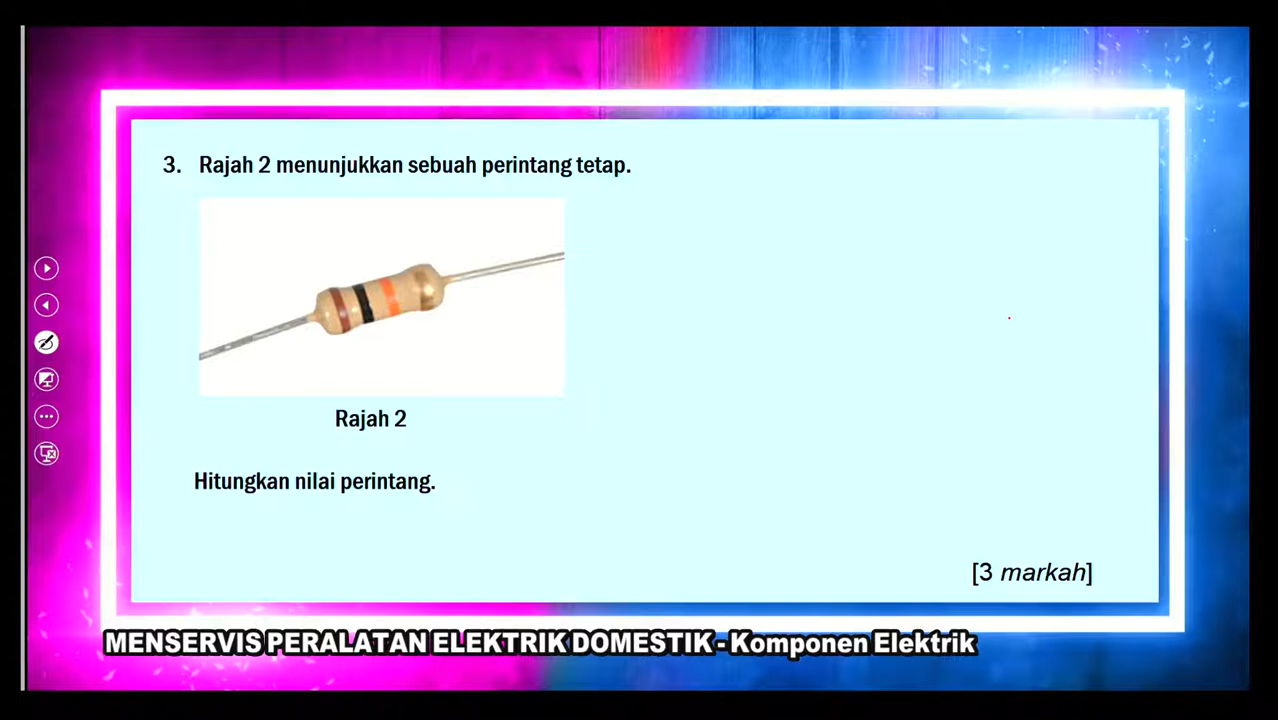 3. Rajah 2 menunjukkan sebuah perintang tetap.
Rajah 2
Hitungkan nilai perintang.
[3 markah]
MENSERVIS PERALATAN ELEKTRIK DOMESTIK - Komponen Elektrik